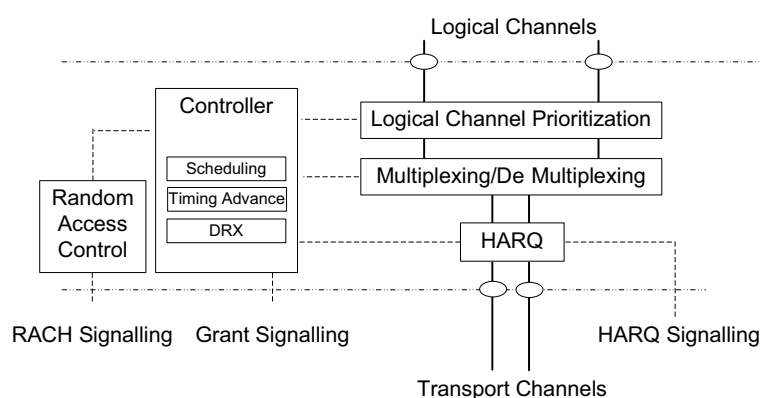 Logical Channels
Controller
Logical Channel Prioritization
Scheduling
Multiplexing/De Multiplexing
Random
Access
Control
Timing Advance
DRX
HARQ
RACH Signalling
Grant Signalling
HARQ Signalling
Transport Channels